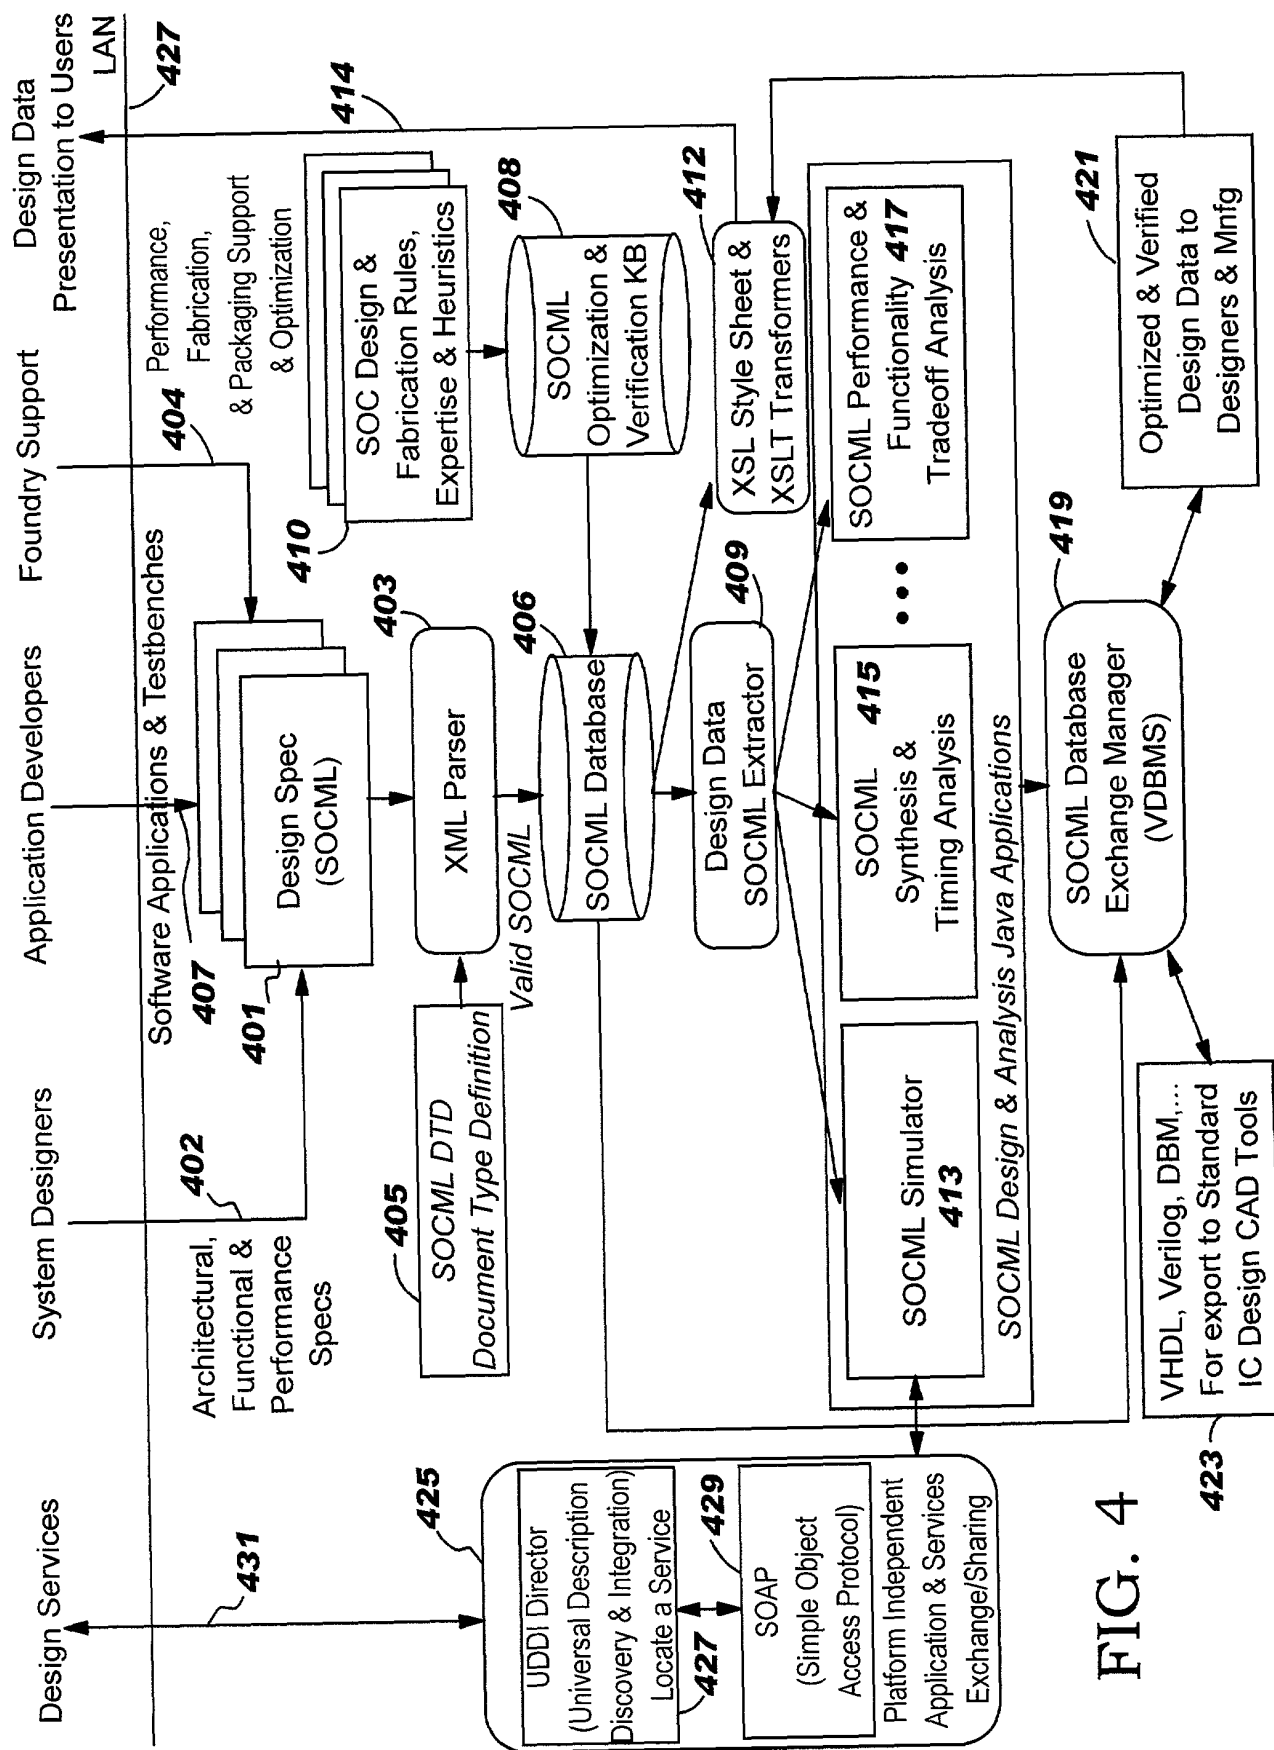 Design Services
System Designers
Application Developers
Foundry Support
Design Data
Presentation to Users
LAN
427
431
402
Architectural,
Functional &
Performance
Specs
Software Applications & Testbenches
407
404
Performance,
Fabrication,
& Packaging Support
& Optimization
414
401
Design Spec
(SOCML)
410
SOC Design &
Fabrication Rules,
Expertise & Heuristics
405
SOCML DTD
Document Type Definition
403
XML Parser
Valid SOCML
406
SOCML Database
408
SOCML
Optimization &
Verification KB
425
UDDI Director
(Universal Description
Discovery & Integration)
Locate a Service
427
429
SOAP
(Simple Object
Access Protocol)
Platform Independent
Application & Services
Exchange/Sharing
409
Design Data
SOCML Extractor
412
XSL Style Sheet &
XSLT Transformers
SOCML Simulator
413
SOCML
415
Synthesis &
Timing Analysis
SOCML Performance &
Functionality 417
Tradeoff Analysis
SOCML Design & Analysis Java Applications
419
SOCML Database
Exchange Manager
(VDBMS)
421
Optimized & Verified
Design Data to
Designers & Mnfg
423
VHDL, Verilog, DBM,...
For export to Standard
IC Design CAD Tools
FIG. 4